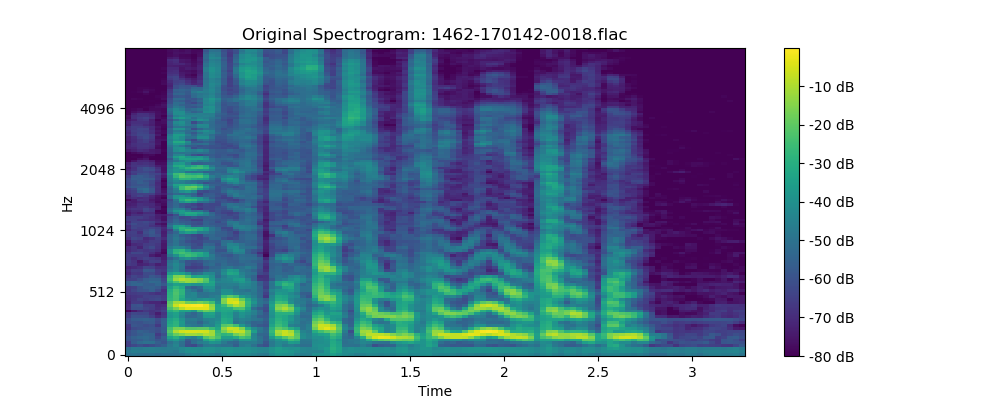 Original Spectrogram: 1462-170142-0018.flac
Hz
4096
2048
1024
512
0
0
0.5
1
1.5
2
2.5
3
Time
-10 dB
-20 dB
-30 dB
-40 dB
-50 dB
-60 dB
-70 dB
-80 dB